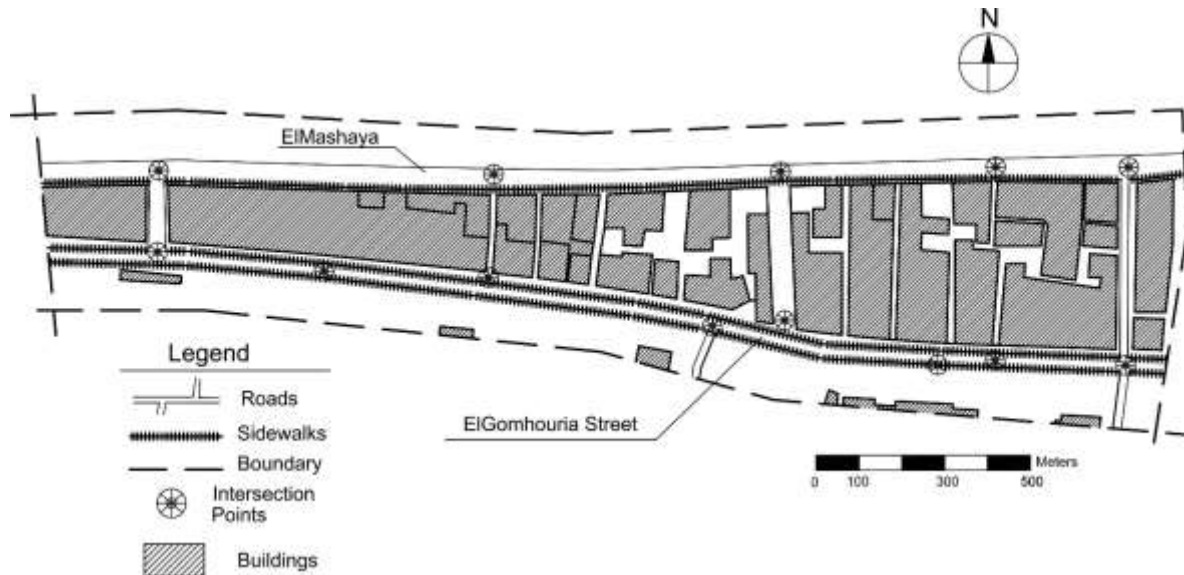 N
ElMashaya
Legend
Roads
Sidewalks
Boundary
Intersection
Points
Buildings
ElGomhouria Street
Meters
0 100 300 500